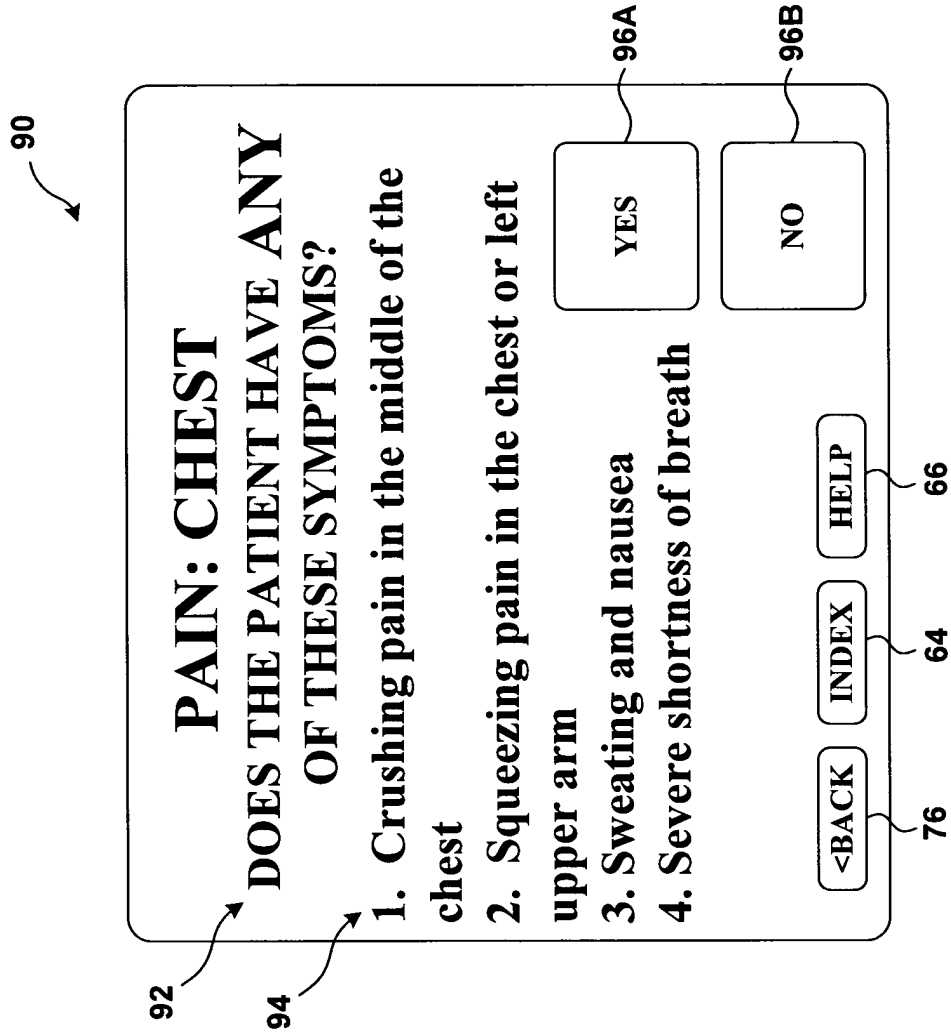 90
PAIN: CHEST
92
DOES THE PATIENT HAVE ANY
OF THESE SYMPTOMS?
94
1. Crushing pain in the middle of the
chest
2. Squeezing pain in the chest or left
upper arm
3. Sweating and nausea
4. Severe shortness of breath
YES
96A
NO
96B
<BACK
INDEX
HELP
76
64
66